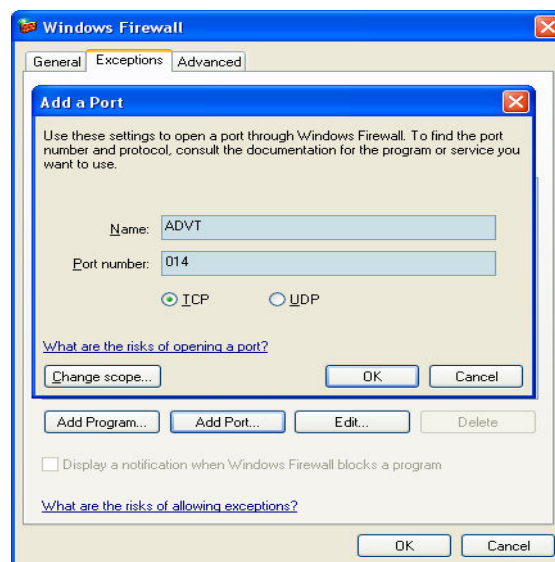 Windows Firewall
General Exceptions Advanced
Add a Port
Use these settings to open a port through Windows Firewall. To find the port
number and protocol, consult the documentation for the program or service you
want to use.
Name: ADVT
Port number: 014
TCP UDP
What are the risks of opening a port?
Change scope... OK Cancel
Add Program... Add Port... Edit... Delete
Display a notification when Windows Firewall blocks a program
What are the risks of allowing exceptions?
OK Cancel